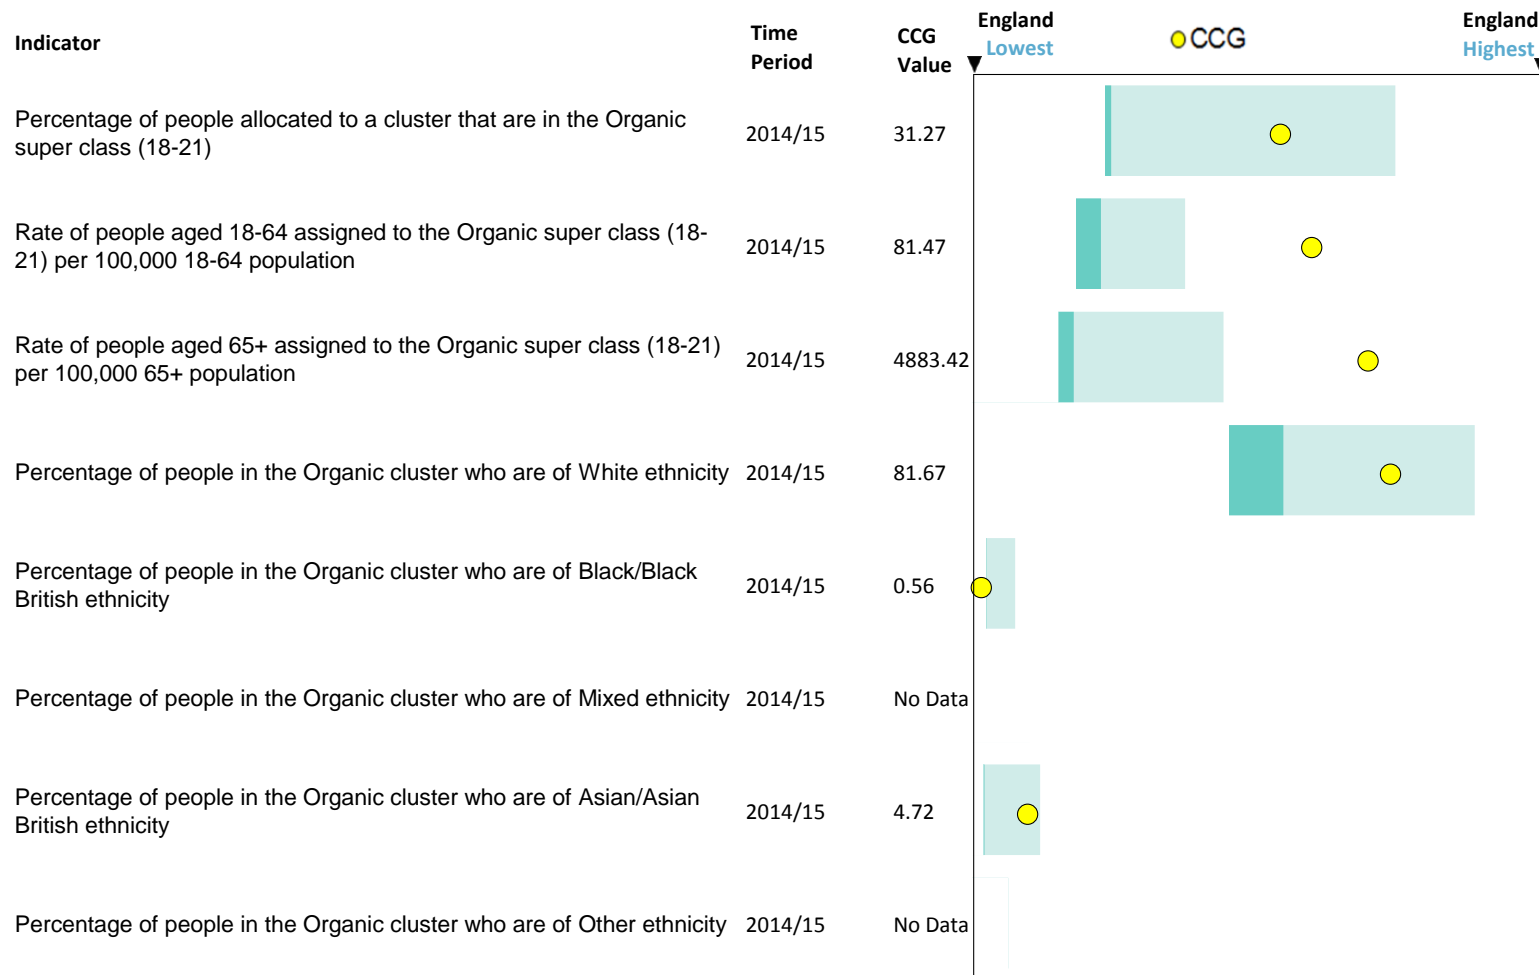 Indicator
Time Period
CCG Value
England Lowest
CCG
England Highest
Percentage of people allocated to a cluster that are in the Organic
super class (18-21)
2014/15
31.27
Rate of people aged 18-64 assigned to the Organic super class (18-
21) per 100,000 18-64 population
2014/15
81.47
Rate of people aged 65+ assigned to the Organic super class (18-21)
per 100,000 65+ population
2014/15
4883.42
Percentage of people in the Organic cluster who are of White ethnicity
2014/15
81.67
Percentage of people in the Organic cluster who are of Black/Black
British ethnicity
2014/15
0.56
Percentage of people in the Organic cluster who are of Mixed ethnicity
2014/15
No Data
Percentage of people in the Organic cluster who are of Asian/Asian
British ethnicity
2014/15
4.72
Percentage of people in the Organic cluster who are of Other ethnicity
2014/15
No Data